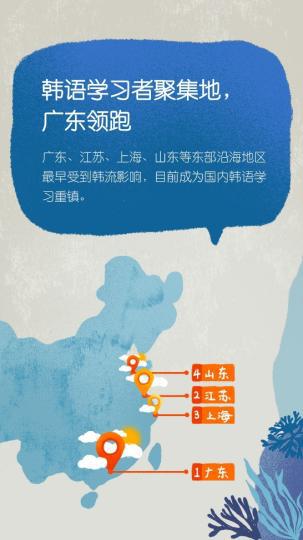 韩语学习者聚集地，
广东领跑
广东、江苏、上海、山东等东部沿海地区
最早受到韩流影响，目前成为国内韩语学
习重镇。
4 山东
2 江苏
3 上海
1 广东